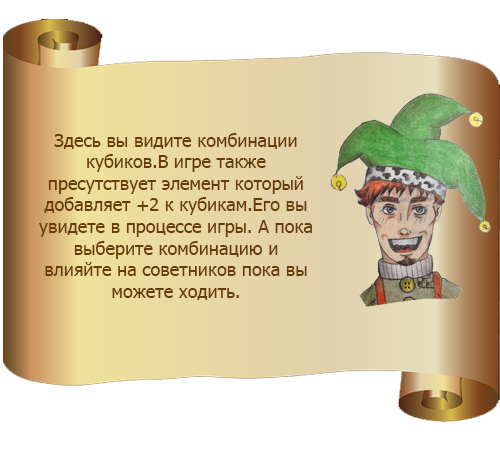 Здесь вы видите комбинации
кубиков.В игре также
пресутствует элемент который
добавляет +2 к кубикам.Его вы
увидете в процессе игры. А пока
выберите комбинацию и
влияйте на советников пока вы
можете ходить.